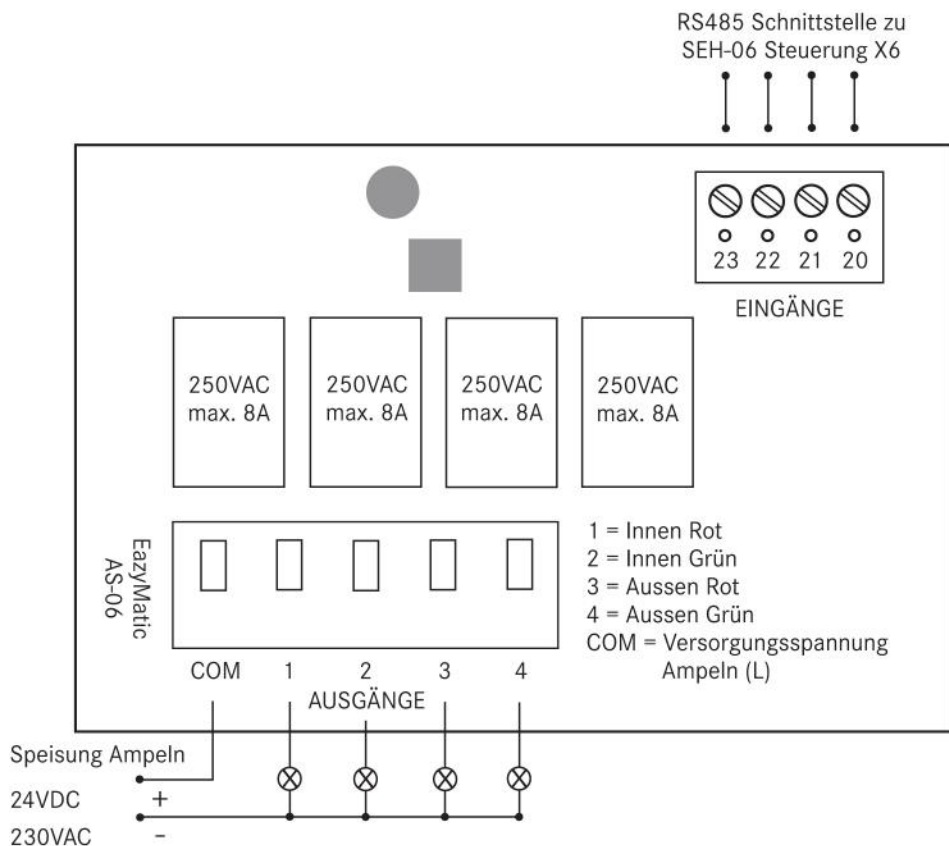 RS485 Schnittstelle zu
SEH-06 Steuerung X6
23 22 21 20
EINGÄNGE
250VAC
max. 8A
250VAC
max. 8A
250VAC
max. 8A
250VAC
max. 8A
EazyMatic
AS-06
1 = Innen Rot
2 = Innen Grün
3 = Aussen Rot
4 = Aussen Grün
COM = Versorgungsspannung
Ampeln (L)
COM 1 2 3 4
AUSGÄNGE
Speisung Ampeln
24VDC +
230VAC -